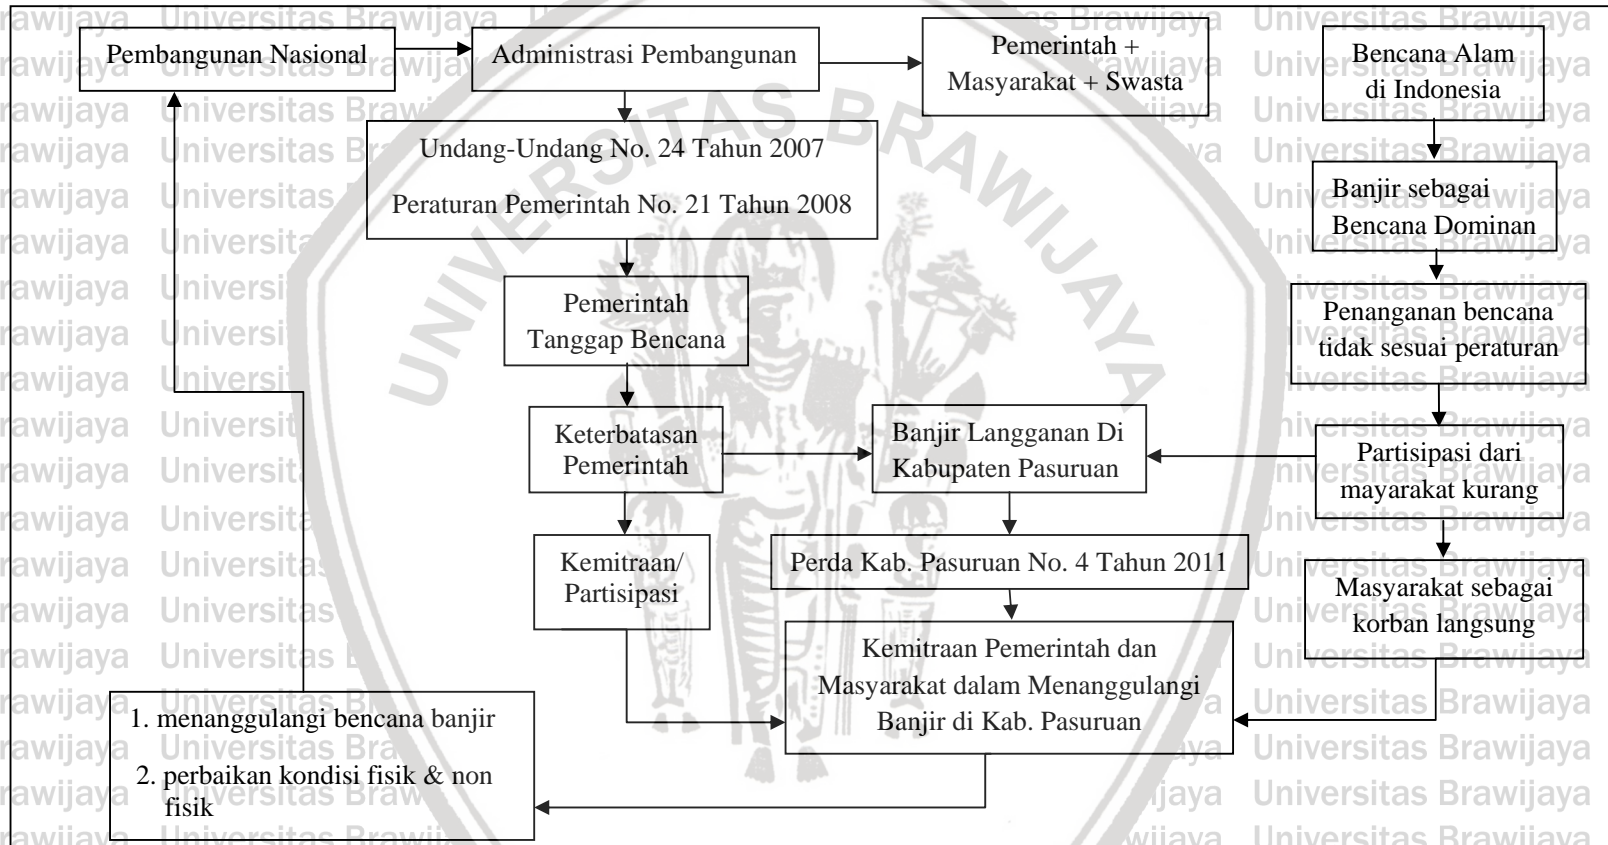 Pembangunan Nasional
Administrasi Pembangunan
Pemerintah +
Masyarakat + Swasta
Bencana Alam
di Indonesia
Undang-Undang No. 24 Tahun 2007
Peraturan Pemerintah No. 21 Tahun 2008
Banjir sebagai
Bencana Dominan
Pemerintah
Tanggap Bencana
Penanganan bencana
tidak sesuai peraturan
Keterbatasan
Pemerintah
Banjir Langganan Di
Kabupaten Pasuruan
Partisipasi dari
mayarakat kurang
Kemitraan/
Partisipasi
Perda Kab. Pasuruan No. 4 Tahun 2011
Masyarakat sebagai
korban langsung
Kemitraan Pemerintah dan
Masyarakat dalam Menanggulangi
Banjir di Kab. Pasuruan
1. menanggulangi bencana banjir
2. perbaikan kondisi fisik & non
fisik
UNIVERSITAS BRAWIJAYA